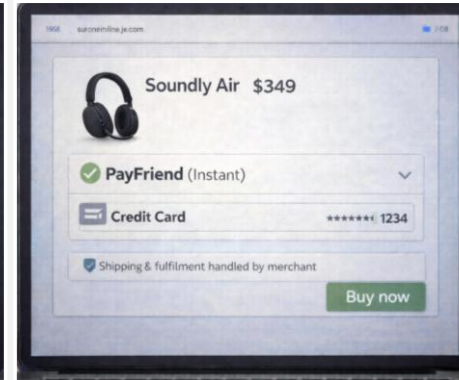 Soundly Air $349
PayFriend (Instant)
Credit Card 1234
Shipping & fulfilment handled by merchant
Buy now